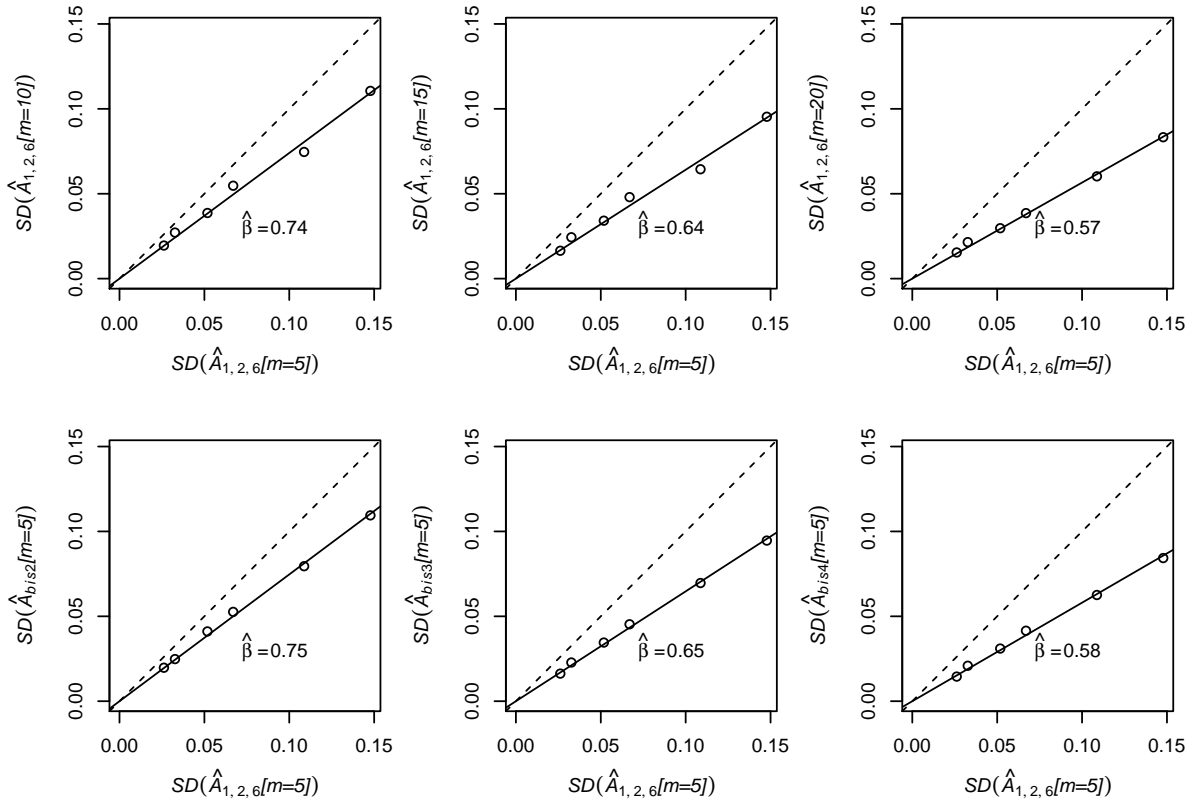 0.00 0.05 0.10 0.15
SD(Â1, 2, 6[m=10])
β̂=0.74
0.00 0.05 0.10 0.15
SD(Â1, 2, 6[m=5])
0.00 0.05 0.10 0.15
SD(Â1, 2, 6[m=15])
β̂=0.64
0.00 0.05 0.10 0.15
SD(Â1, 2, 6[m=5])
0.00 0.05 0.10 0.15
SD(Â1, 2, 6[m=20])
β̂=0.57
0.00 0.05 0.10 0.15
SD(Â1, 2, 6[m=5])
0.00 0.05 0.10 0.15
SD(Âbis2[m=5])
β̂=0.75
0.00 0.05 0.10 0.15
SD(Â1, 2, 6[m=5])
0.00 0.05 0.10 0.15
SD(Âbis3[m=5])
β̂=0.65
0.00 0.05 0.10 0.15
SD(Â1, 2, 6[m=5])
0.00 0.05 0.10 0.15
SD(Âbis4[m=5])
β̂=0.58
0.00 0.05 0.10 0.15
SD(Â1, 2, 6[m=5])